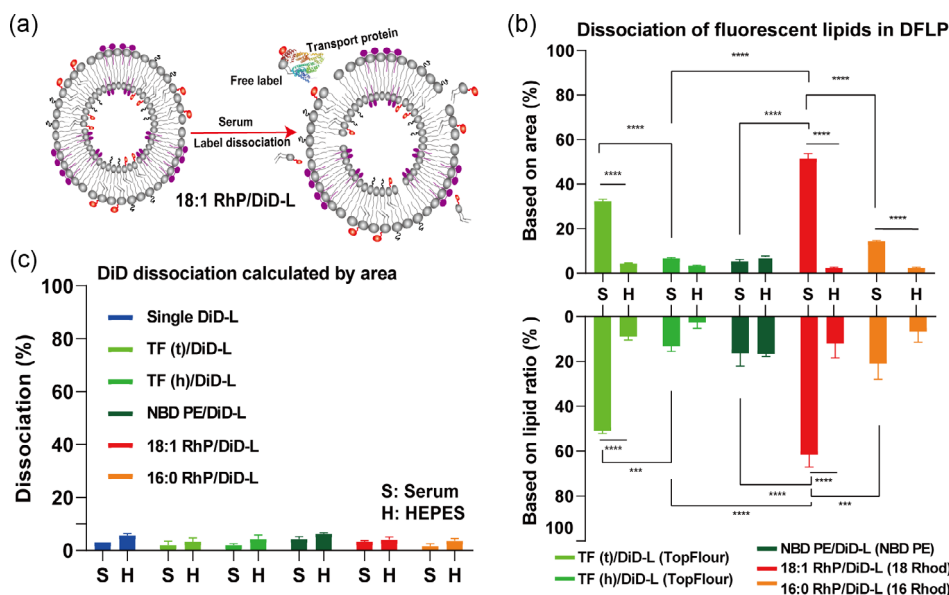 (a)
Transport protein
Free label
Serum
Label dissociation
18:1 RhP/DiD-L
(b)
Dissociation of fluorescent lipids in DFLP
Based on area (%)
100
80
60
40
20
0
****
****
****
****
****
****
****
****
S H S H S H S H S H
Based on lipid ratio (% )
0
20
40
60
80
100
****
***
****
****
****
***
TF (t)/DiD-L (TopFlour)
TF (h)/DiD-L (TopFlour)
NBD PE/DiD-L (NBD PE)
18:1 RhP/DiD-L (18 Rhod)
16:0 RhP/DiD-L (16 Rhod)
(c)
DiD dissociation calculated by area
Dissociation (%)
100
80
60
40
20
0
Single DiD-L
TF (t)/DiD-L
TF (h)/DiD-L
NBD PE/DiD-L
18:1 RhP/DiD-L
16:0 RhP/DiD-L
S: Serum
H: HEPES
S H S H S H S H S H S H